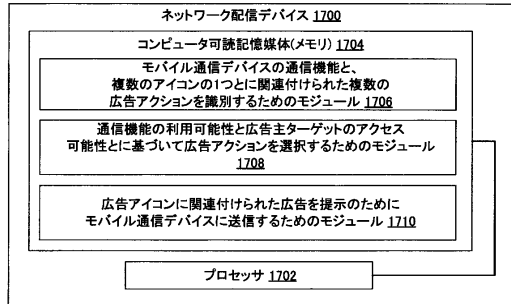 ネットワーク配信デバイス 1700
コンピュータ可読記憶媒体(メモリ) 1704
モバイル通信デバイスの通信機能と、
複数のアイコンの1つとに関連付けられた複数の
広告アクションを識別するためのモジュール 1706
通信機能の利用可能性と広告主ターゲットのアクセス
可能性とに基づいて広告アクションを選択するためのモジュール
1708
広告アイコンに関連付けられた広告を提示のために
モバイル通信デバイスに送信するためのモジュール 1710
プロセッサ 1702